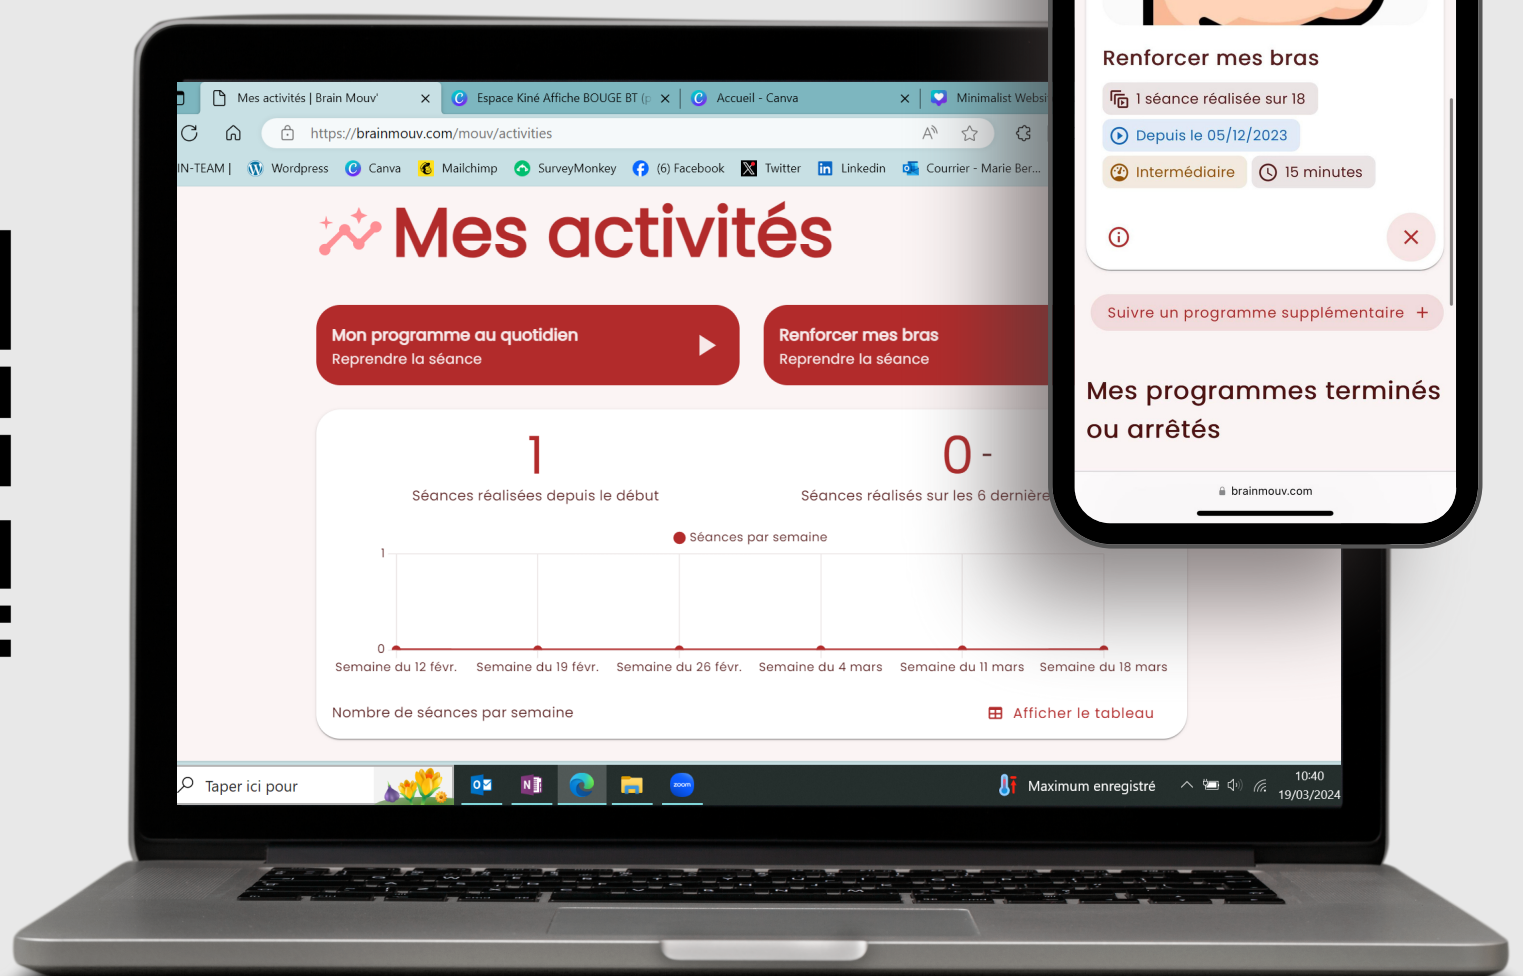 Mes activités | Brain Mouv'
Espace Kiné Affiche BOUGE BT (p
Accueil - Canva
Minimalist Websi
https://brainmouv.com/mouv/activities
IN-TEAM |
Wordpress
Canva
Mailchimp
SurveyMonkey
(6) Facebook
Twitter
Linkedin
Courrier - Marie Ber...
Mes activités
Mon programme au quotidien
Reprendre la séance
Renforcer mes bras
Reprendre la séance
1
Séances réalisées depuis le début
0 -
Séances réalisés sur les 6 dernière
Séances par semaine
1
0
Semaine du 12 févr.
Semaine du 19 févr.
Semaine du 26 févr.
Semaine du 4 mars
Semaine du 11 mars
Semaine du 18 mars
Nombre de séances par semaine
Afficher le tableau
Taper ici pour
zoom
Maximum enregistré
10:40
19/03/2024
Renforcer mes bras
1 séance réalisée sur 18
Depuis le 05/12/2023
Intermédiaire
15 minutes
Suivre un programme supplémentaire +
Mes programmes terminés
ou arrêtés
brainmouv.com